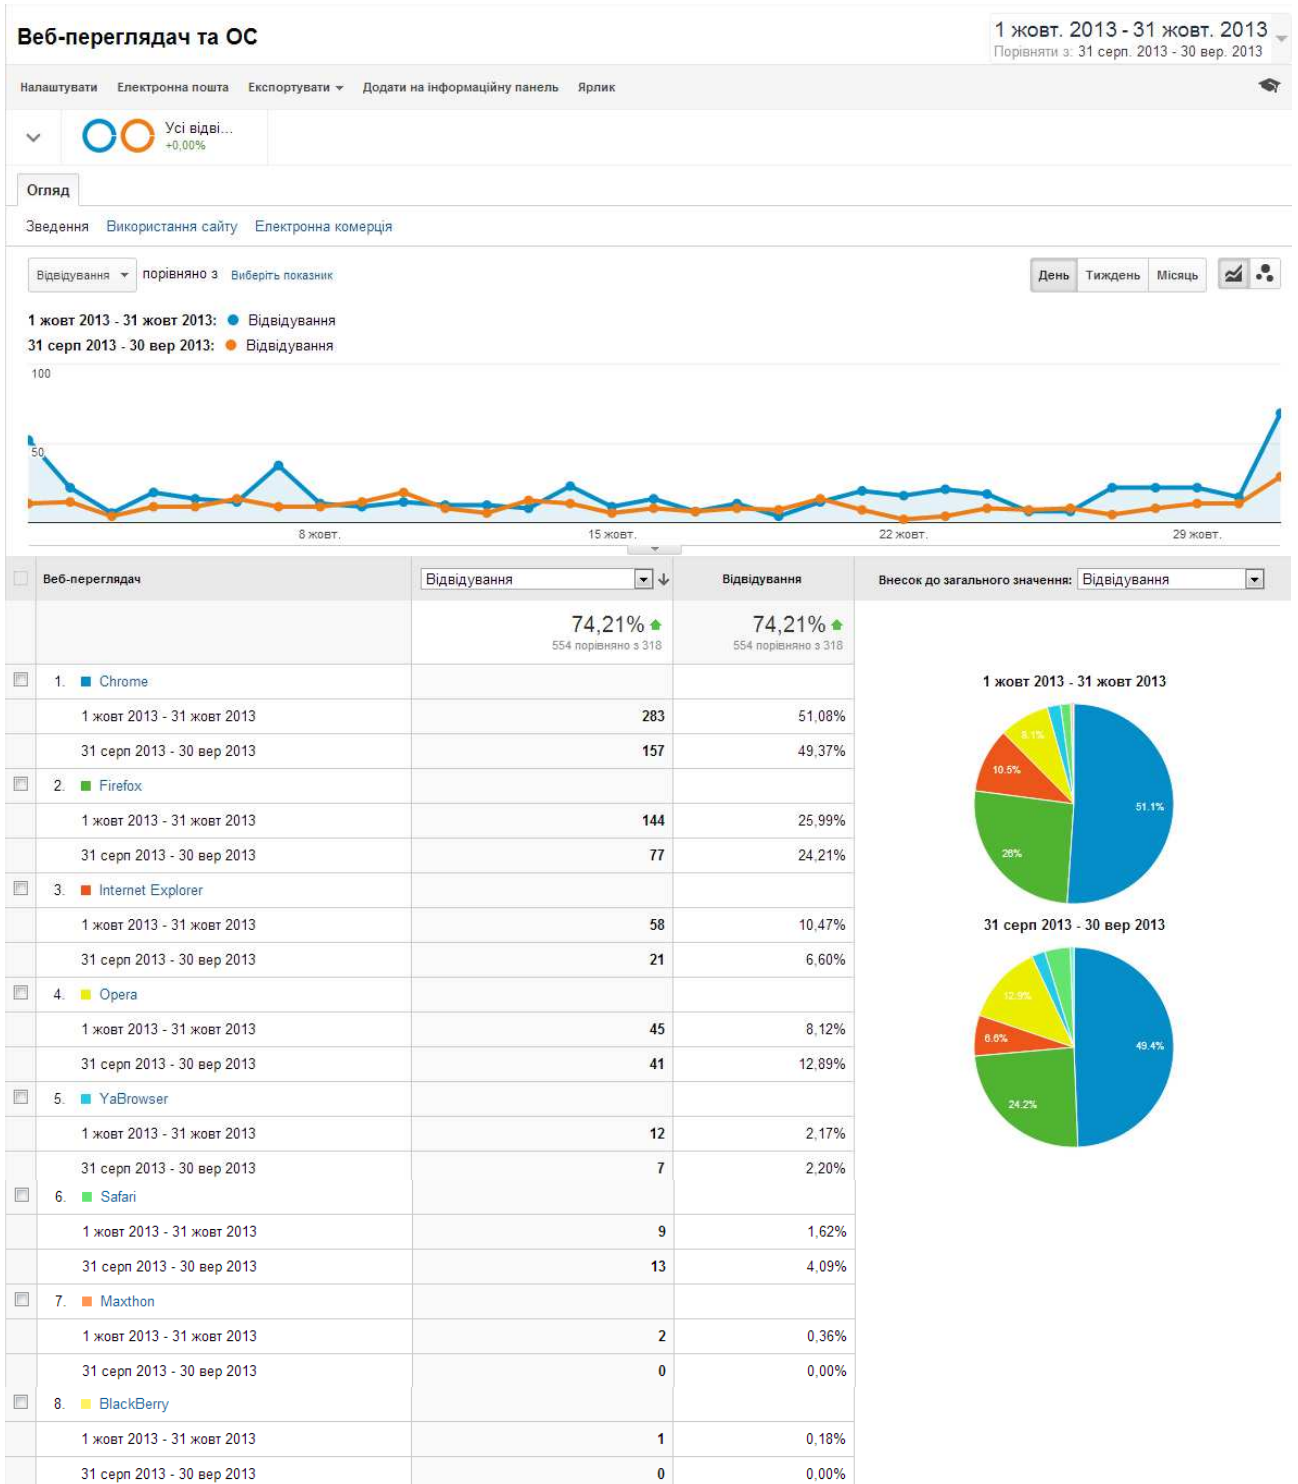 Веб-переглядач та ОС
1 жовт. 2013 - 31 жовт. 2013
Порівняти з: 31 серп. 2013 - 30 вер. 2013
Налаштувати Електронна пошта Експортувати Додати на інформаційну панель Ярлик
Усі відві...
+0,00%
Огляд
Зведення Використання сайту Електронна комерція
Відвідування порівняно з Виберіть показник
День Тиждень Місяць
1 жовт 2013 - 31 жовт 2013: Відвідування
31 серп 2013 - 30 вер 2013: Відвідування
100
50
8 жовт. 15 жовт. 22 жовт. 29 жовт.
Веб-переглядач Відвідування Відвідування Внесок до загального значення: Відвідування
74,21% 74,21%
554 порівняно з 318 554 порівняно з 318
1. Chrome
1 жовт 2013 - 31 жовт 2013 283 51,08%
31 серп 2013 - 30 вер 2013 157 49,37%
2. Firefox
1 жовт 2013 - 31 жовт 2013 144 25,99%
31 серп 2013 - 30 вер 2013 77 24,21%
3. Internet Explorer
1 жовт 2013 - 31 жовт 2013 58 10,47%
31 серп 2013 - 30 вер 2013 21 6,60%
4. Opera
1 жовт 2013 - 31 жовт 2013 45 8,12%
31 серп 2013 - 30 вер 2013 41 12,89%
5. YaBrowser
1 жовт 2013 - 31 жовт 2013 12 2,17%
31 серп 2013 - 30 вер 2013 7 2,20%
6. Safari
1 жовт 2013 - 31 жовт 2013 9 1,62%
31 серп 2013 - 30 вер 2013 13 4,09%
7. Maxthon
1 жовт 2013 - 31 жовт 2013 2 0,36%
31 серп 2013 - 30 вер 2013 0 0,00%
8. BlackBerry
1 жовт 2013 - 31 жовт 2013 1 0,18%
31 серп 2013 - 30 вер 2013 0 0,00%
1 жовт 2013 - 31 жовт 2013
8.1%
10.5%
51.1%
26%
31 серп 2013 - 30 вер 2013
12.9%
6.6%
49.4%
24.2%